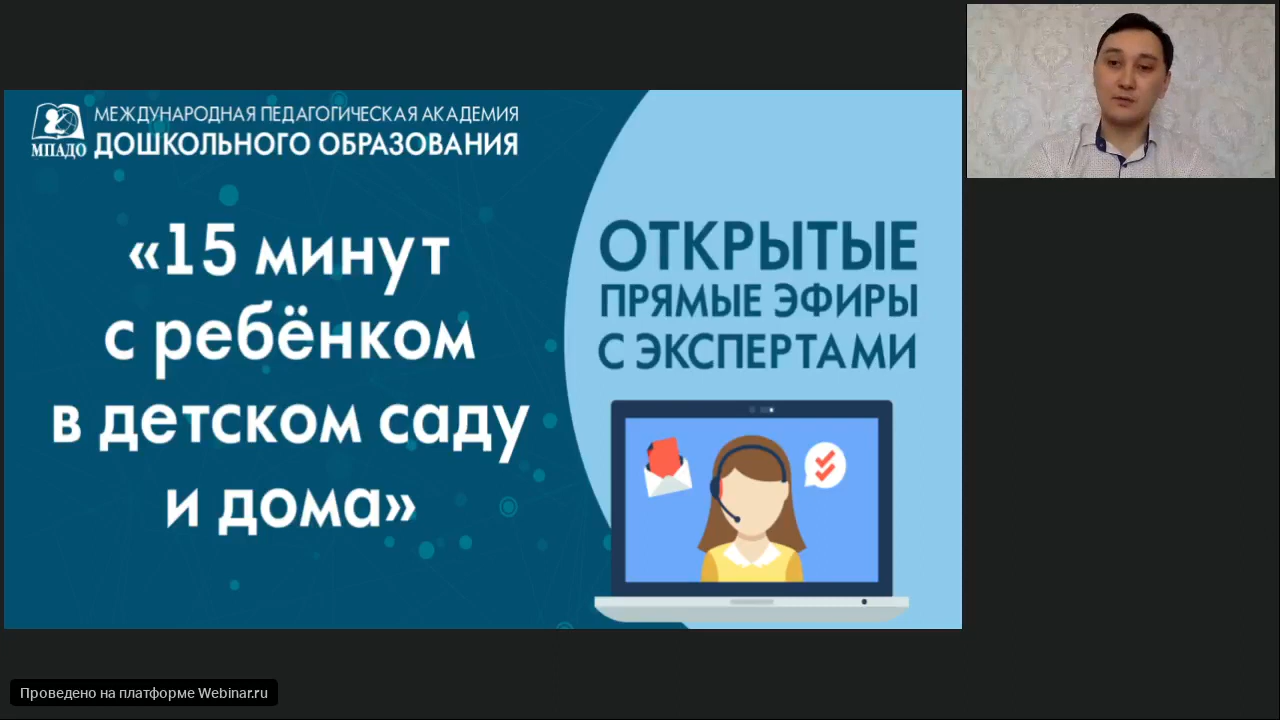 МЕЖДУНАРОДНАЯ ПЕДАГОГИЧЕСКАЯ АКАДЕМИЯ
МПАДО ДОШКОЛЬНОГО ОБРАЗОВАНИЯ
«15 минут
с ребёнком
в детском саду
и дома»
ОТКРЫТЫЕ
ПРЯМЫЕ ЭФИРЫ
С ЭКСПЕРТАМИ
Проведено на платформе Webinar.ru